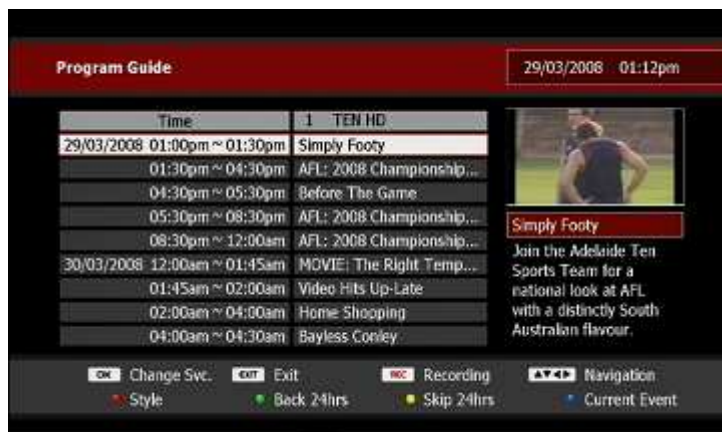 Program Guide
29/03/2008 01:12pm
Time
1 TEN HD
29/03/2008 01:00pm ~ 01:30pm Simply Footy
01:30pm ~ 04:30pm AFL: 2008 Championship...
04:30pm ~ 05:30pm Before The Game
05:30pm ~ 08:30pm AFL: 2008 Championship...
08:30pm ~ 12:00am AFL: 2008 Championship...
30/03/2008 12:00am ~ 01:45am MOVIE: The Right Temp...
01:45am ~ 02:00am Video Hits Up-Late
02:00am ~ 04:00am Home Shopping
04:00am ~ 04:30am Bayless Conley
Simply Footy
Join the Adelaide Ten
Sports Team for a
national look at AFL
with a distinctly South
Australian flavour.
OK Change Svc. EXIT Exit REC Recording ▲▼◀▶ Navigation
Style Back 24hrs Skip 24hrs Current Event